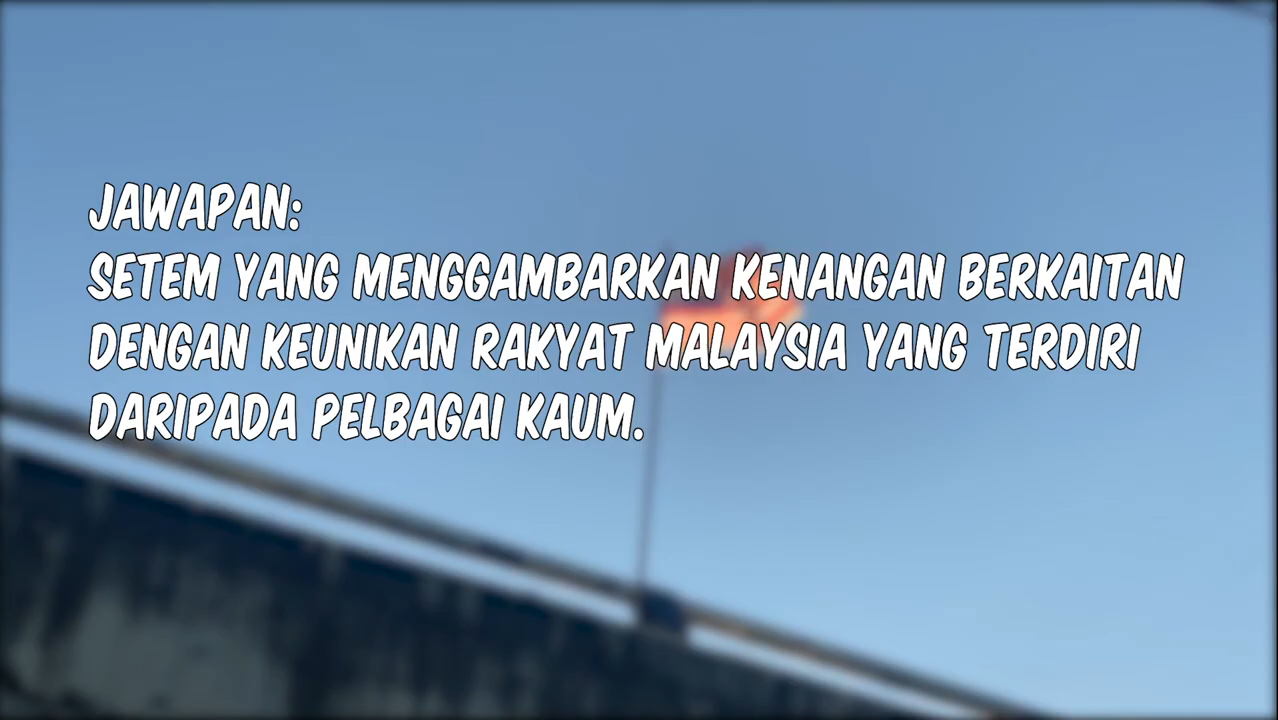 JAWAPAN:
SETEM YANG MENGGAMBARKAN KENANGAN BERKAITAN
DENGAN KEUNIKAN RAKYAT MALAYSIA YANG TERDIRI
DARIPADA PELBAGAI KAUM.